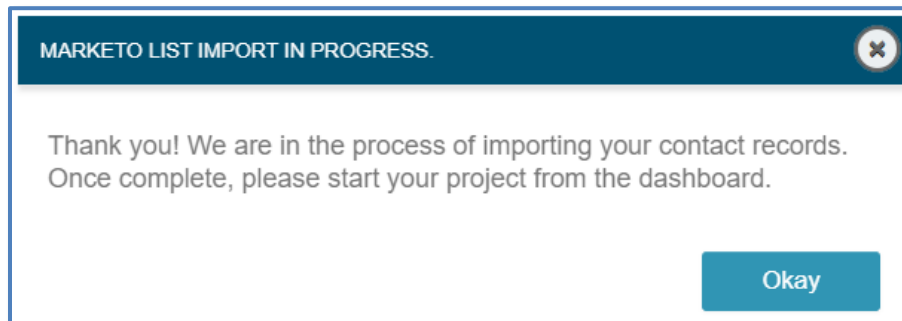 MARKETO LIST IMPORT IN PROGRESS.
Thank you! We are in the process of importing your contact records.
Once complete, please start your project from the dashboard.
Okay